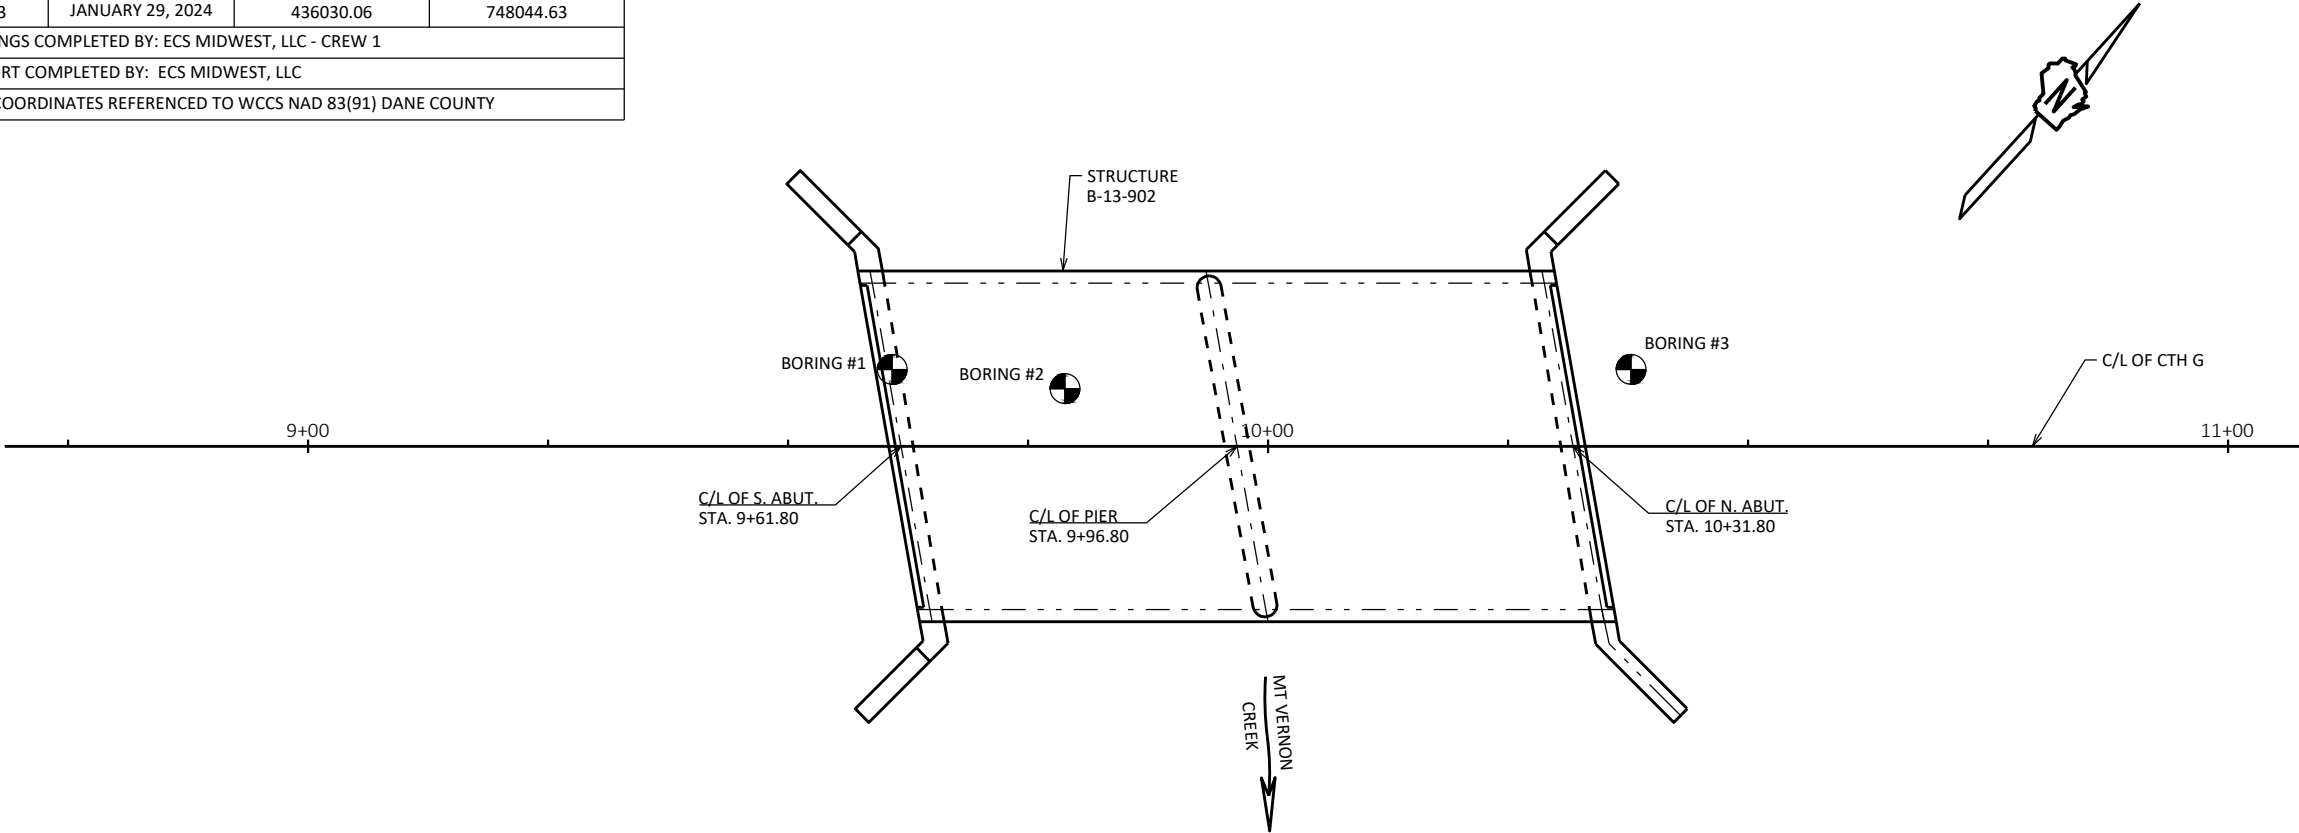 3 JANUARY 29, 2024 436030.06 748044.63
NGS COMPLETED BY: ECS MIDWEST, LLC - CREW 1
RT COMPLETED BY: ECS MIDWEST, LLC
COORDINATES REFERENCED TO WCCS NAD 83(91) DANE COUNTY
N
STRUCTURE
B-13-902
BORING #1
BORING #2
BORING #3
C/L OF CTH G
9+00
10+00
11+00
C/L OF S. ABUT.
STA. 9+61.80
C/L OF PIER
STA. 9+96.80
C/L OF N. ABUT.
STA. 10+31.80
MT VERNON
CREEK